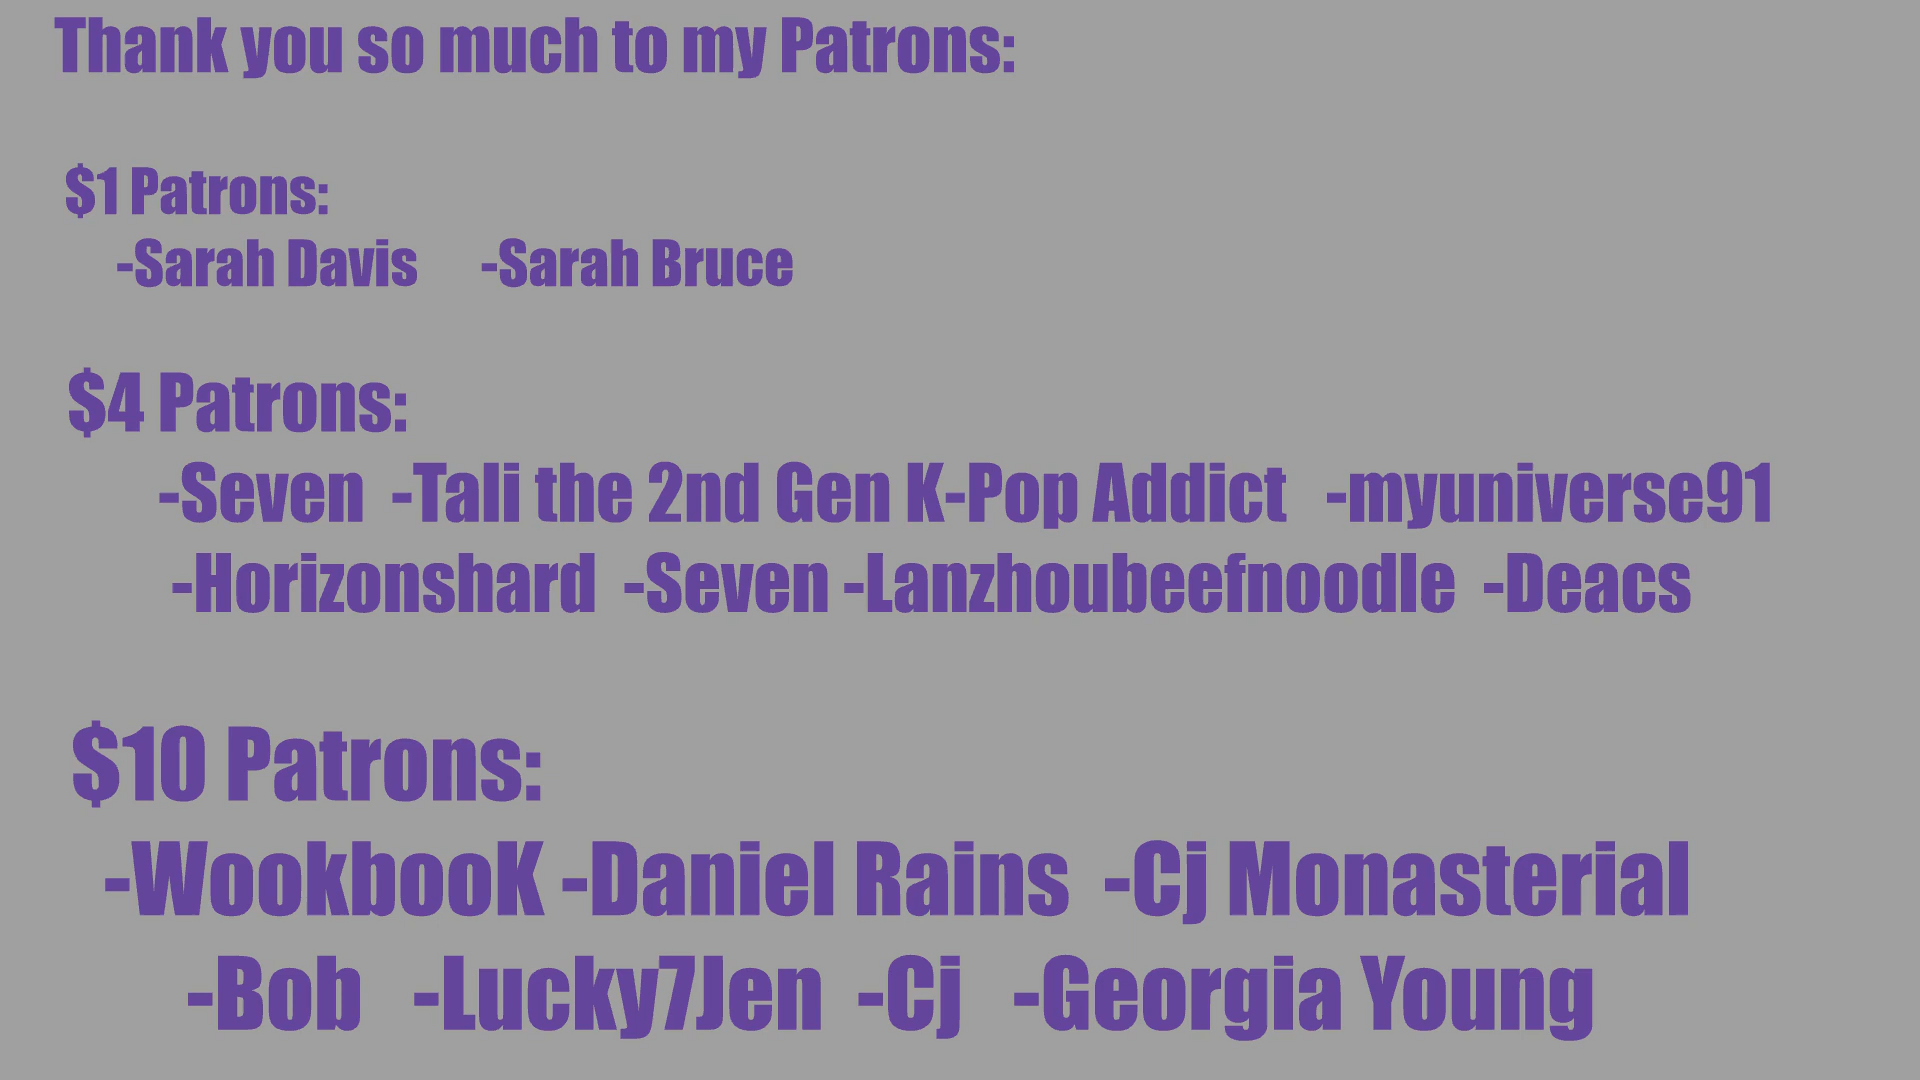 Thank you so much to my Patrons:
$1 Patrons:
-Sarah Davis -Sarah Bruce
$4 Patrons:
-Seven -Tali the 2nd Gen K-Pop Addict -myuniverse91
-Horizonshard -Seven -Lanzhoubeefnoodle -Deacs
$10 Patrons:
-WookbooK -Daniel Rains -Cj Monasterial
-Bob -Lucky7Jen -Cj -Georgia Young